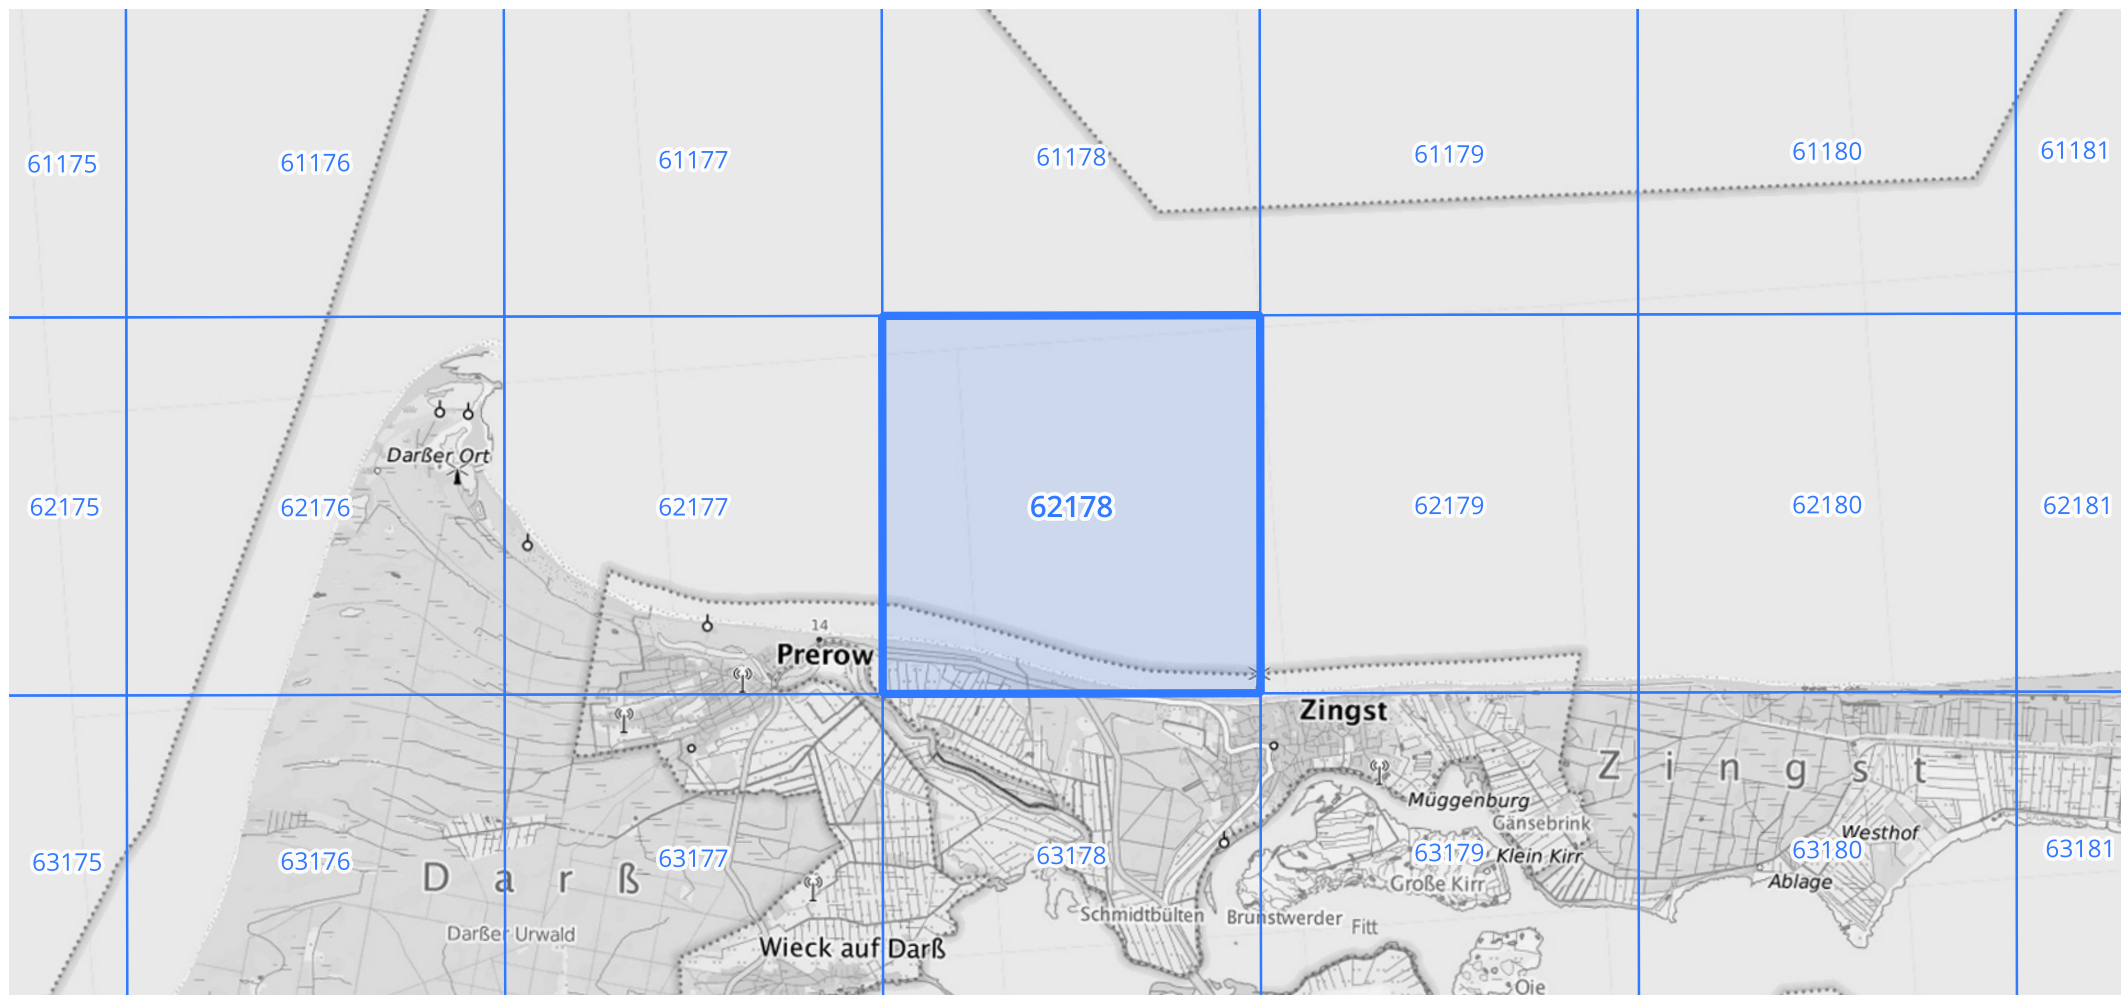 61175
61176
61177
61178
61179
61180
61181
Darßer Ort
62175
62176
62177
62178
62179
62180
62181
14
Prerow
Zingst
Z i n g s t
Müggenburg
Gänsebrink
Westhof
63175
63176
63177
63178
63179
Klein Kirr
63180
63181
D a r ß
Große Kirr
Ablage
Schmidtbülten
Brunstwerder
Fitt
Darßer Urwald
Wieck auf Darß
Oie